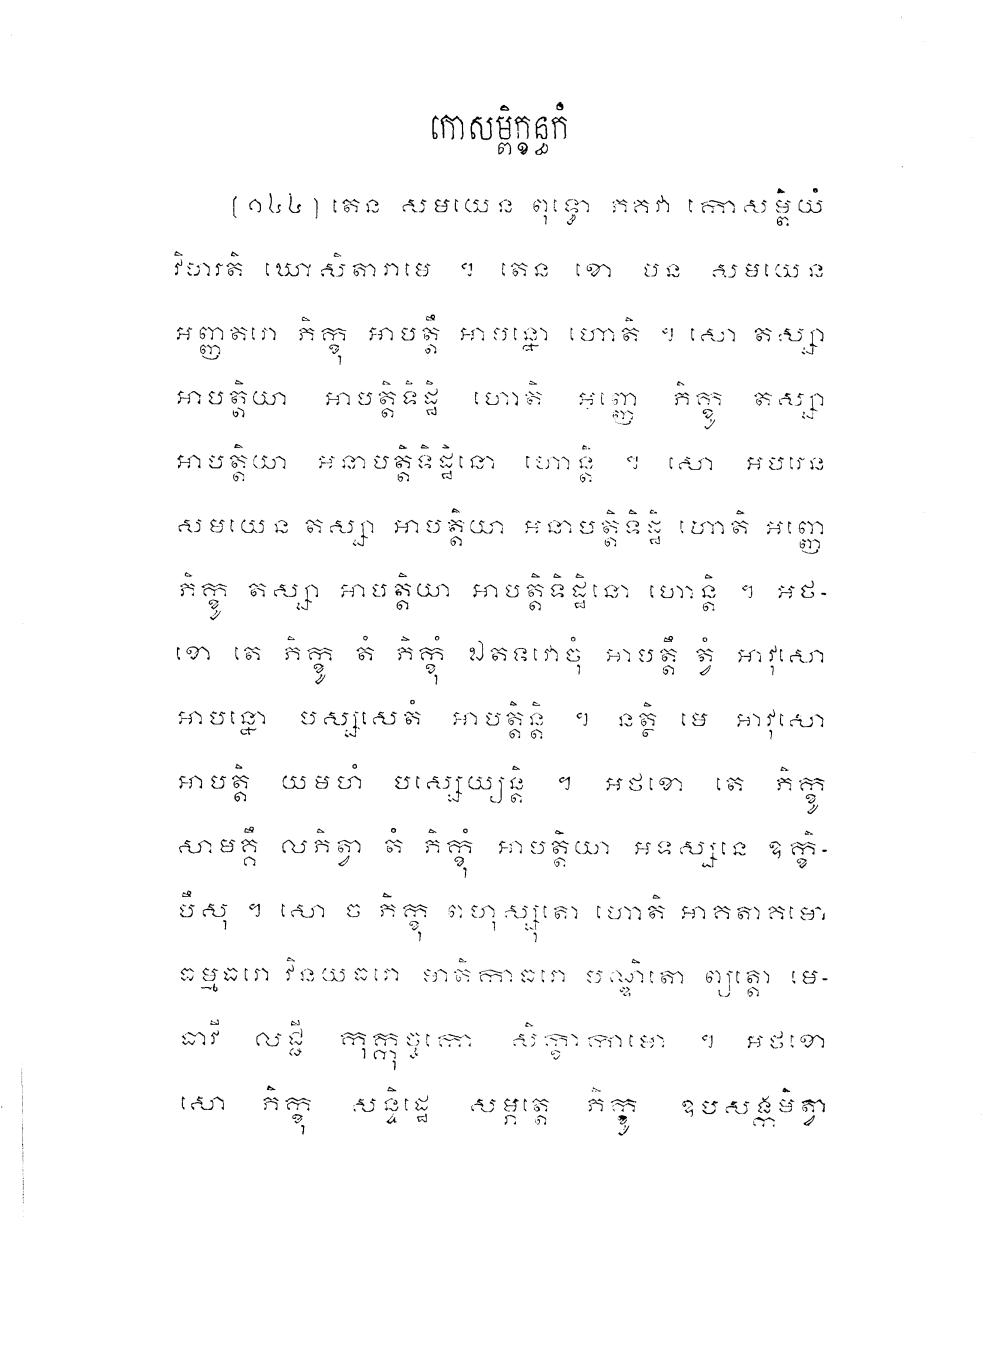 កោសម្ពិក្ខន្ធកំ
[១៤៤] តេន សមយេន ពុទ្ធោ ភគវា កោសម្ពិយំ
វិហរតិ ឃោសិតារាមេ ។ តេន ខោ បន សមយេន
អញ្ញតរោ ភិក្ខុ អាបត្តឹ អាបន្នោ ហោតិ ។ សោ តស្សា
អាបត្តិយា អាបត្តិទិដ្ឋិ ហោតិ អញ្ញេ ភិក្ខូ តស្សា
អាបត្តិយា អនាបត្តិទិដ្ឋិនោ ហោន្តិ ។ សោ អបរេន
សមយេន តស្សា អាបត្តិយា អនាបត្តិទិដ្ឋិ ហោតិ អញ្ញេ
ភិក្ខូ តស្សា អាបត្តិយា អាបត្តិទិដ្ឋិនោ ហោន្តិ ។ អថ-
ខោ តេ ភិក្ខូ តំ ភិក្ខុំ ឯតទវោចុំ អាបត្តឹ ត្វំ អាវុសោ
អាបន្នោ បស្សសេតំ អាបត្តិន្តិ ។ នត្ថិ មេ អាវុសោ
អាបត្តិ យមហំ បស្សេយ្យន្តិ ។ អថខោ តេ ភិក្ខូ
សាមគ្គឹ លភិត្វា តំ ភិក្ខុំ អាបត្តិយា អទស្សនេ ឧក្ខិ-
បឹសុ ។ សោ ច ភិក្ខុ ពហុស្សុតោ ហោតិ អាគតាគមោ
ធម្មធរោ វិនយធរោ មាតិកាធរោ បណ្ឌិតោ ព្យត្តោ មេ-
ធាវី លជ្ជី កុក្កុច្ចកោ សិក្ខាកាមោ ។ អថខោ
សោ ភិក្ខុ សន្ទិដ្ឋេ សម្ភត្តេ ភិក្ខូ ឧបសង្កមិត្វា